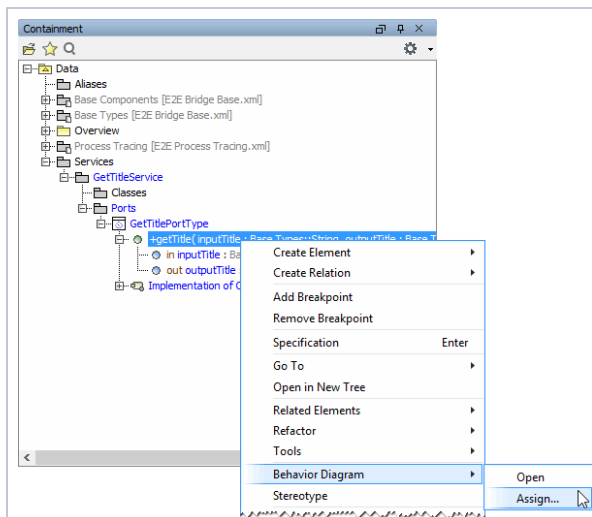 Containment
Data
Aliases
Base Components [E2E Bridge Base.xml]
Base Types [E2E Bridge Base.xml]
Overview
Process Tracing [E2E Process Tracing.xml]
Services
GetTitleService
Classes
Ports
GetTitlePortType
+getTitle( inputTitle : Base Types::String, outputTitle : Base T
in inputTitle : Ba
out outputTitle
Implementation of
Create Element
Create Relation
Add Breakpoint
Remove Breakpoint
Specification Enter
Go To
Open in New Tree
Related Elements
Refactor
Tools
Behavior Diagram Open
Stereotype Assign...